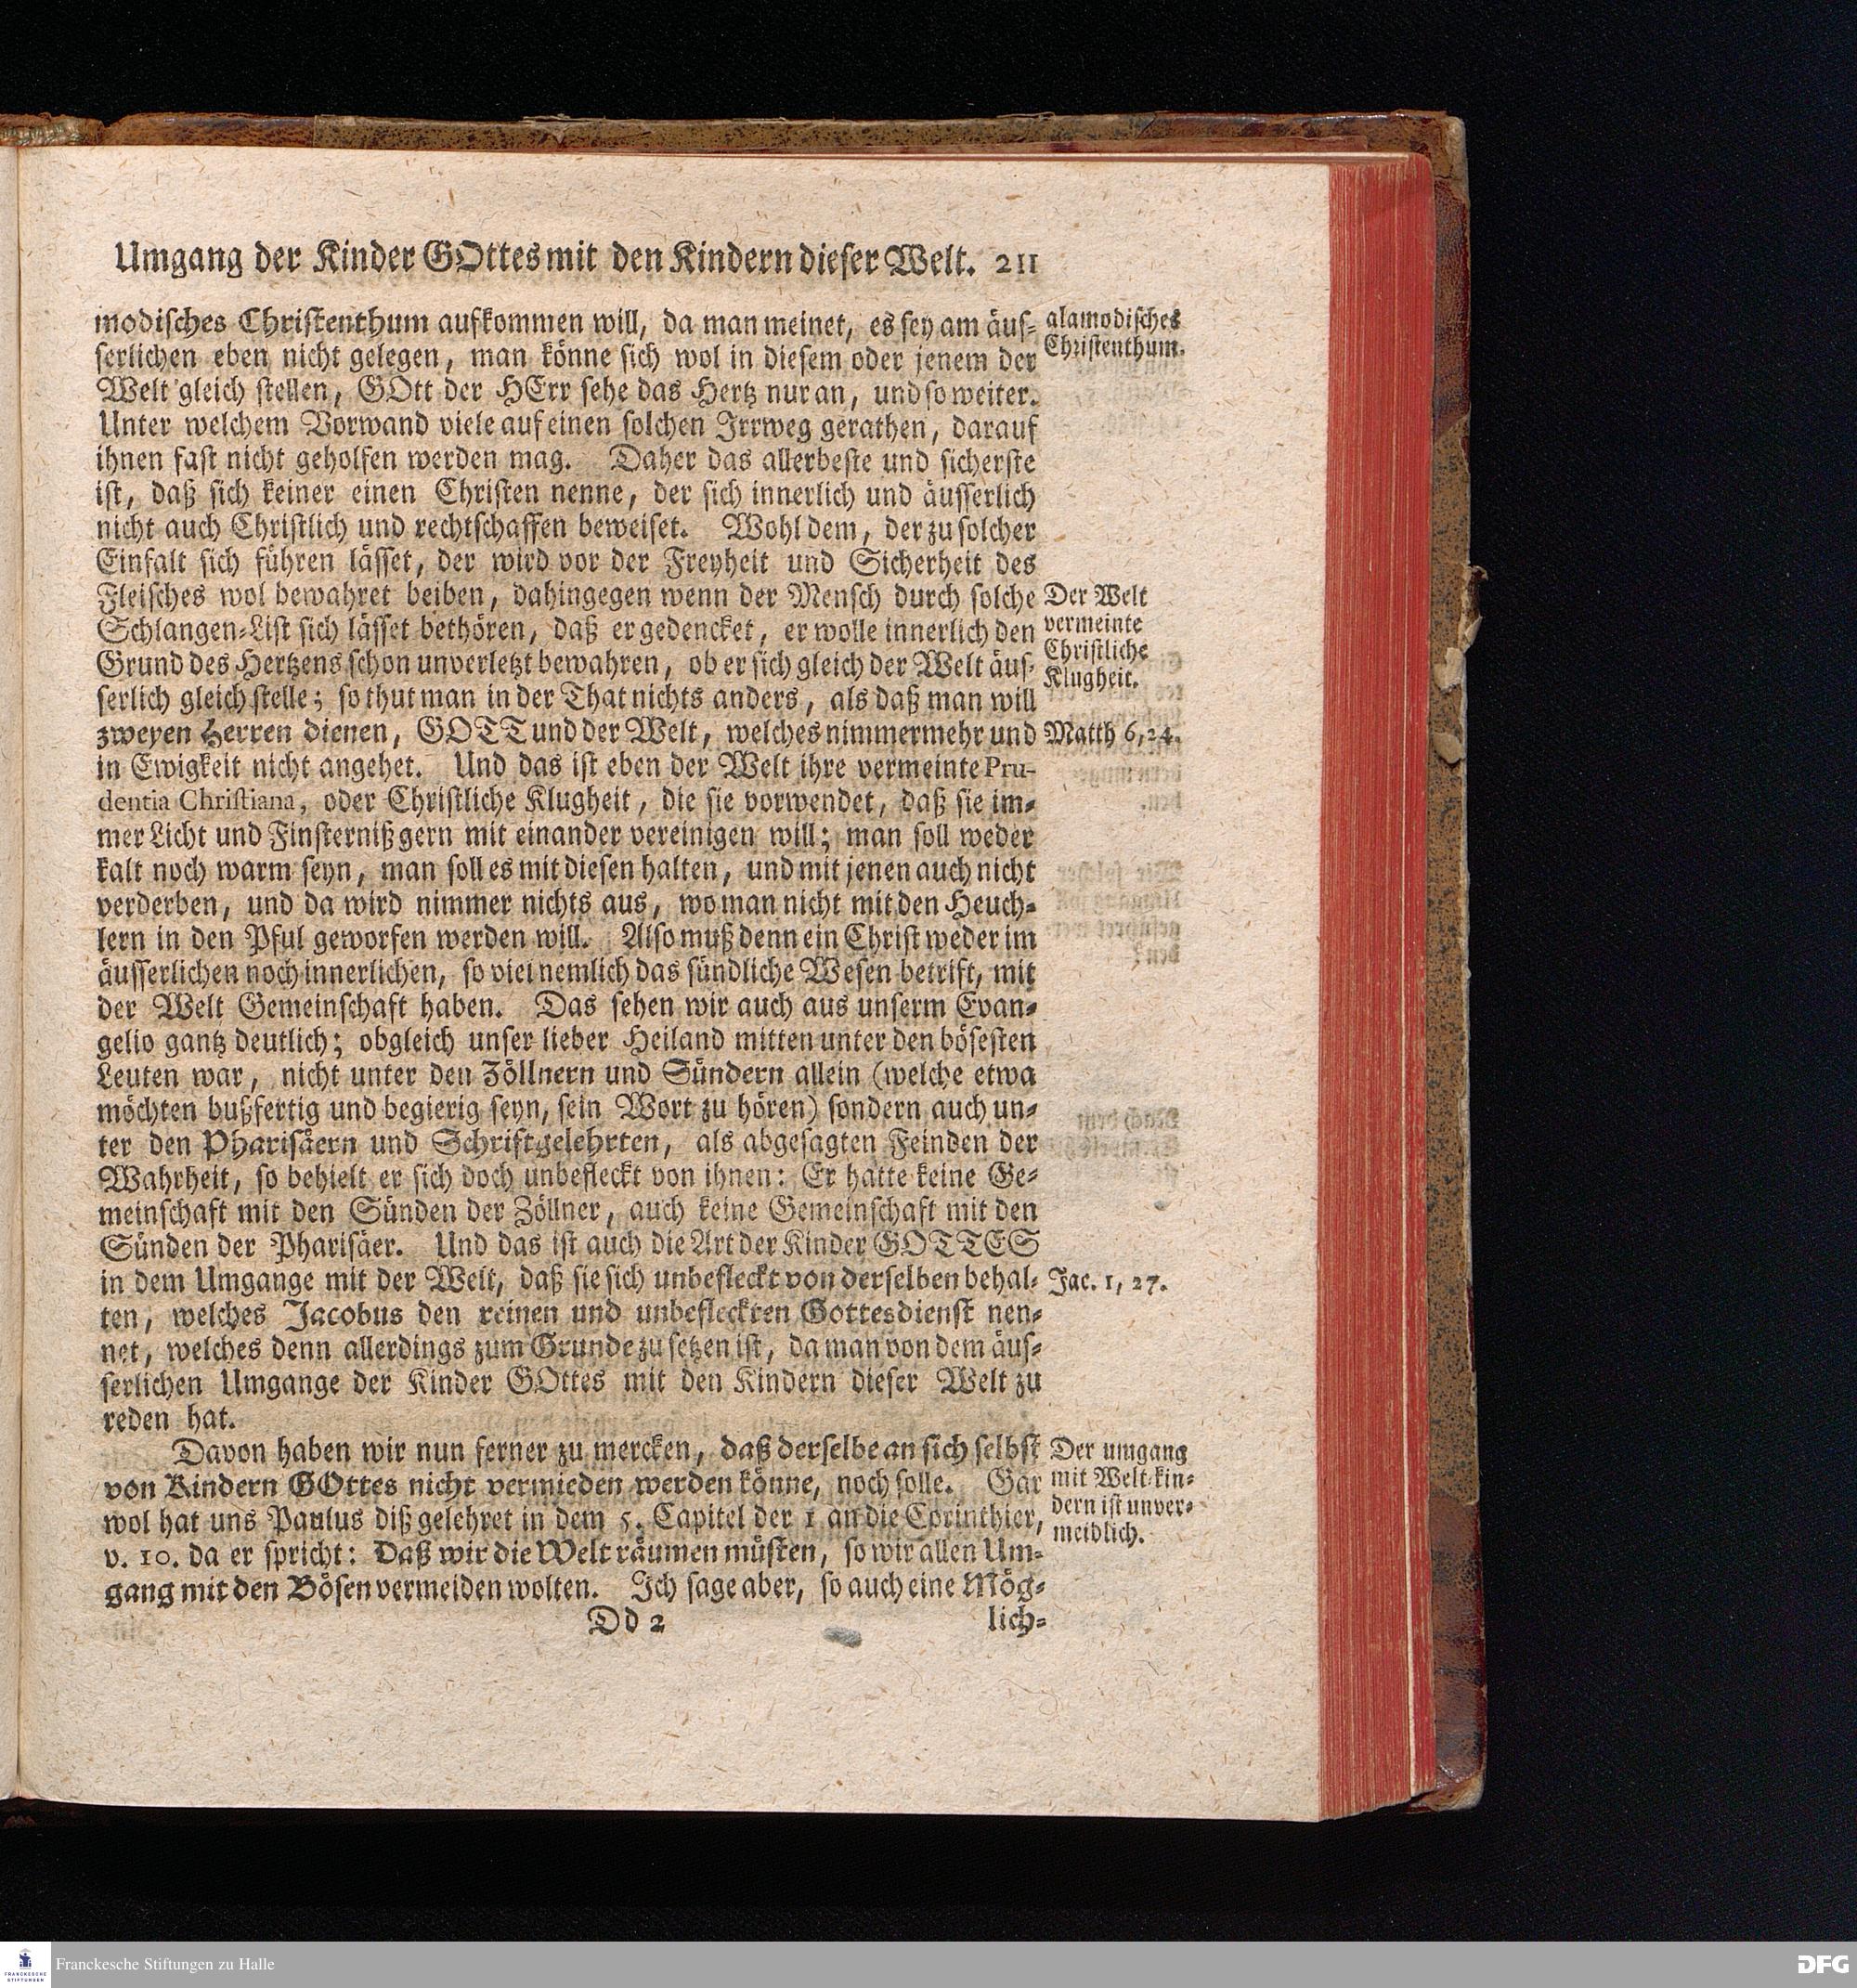 Umgang der Kinder GOttes mit den Kindern dieser Welt. 211
modisches Christenthum aufkommen will, da man meinet, es sey am äus-
serlichen eben nicht gelegen, man könne sich wol in diesem oder jenem der
Welt gleich stellen, GOtt der HErr sehe das Hertz nur an, und so weiter.
Unter welchem Vorwand viele auf einen solchen Irrweg gerathen, darauf
ihnen fast nicht geholfen werden mag. Daher das allerbeste und sicherste
ist, daß sich keiner einen Christen nenne, der sich innerlich und äusserlich
nicht auch Christlich und rechtschaffen beweiset. Wohl dem, der zu solcher
Einfalt sich führen lässet, der wird vor der Freyheit und Sicherheit des
Fleisches wol bewahret beiben, dahingegen wenn der Mensch durch solche
Schlangen-List sich lässet bethören, daß er gedencket, er wolle innerlich den
Grund des Hertzens schon unverletzt bewahren, ob er sich gleich der Welt äus-
serlich gleich stelle; so thut man in der That nichts anders, als daß man will
zweyen Herren dienen, GOTT und der Welt, welches nimmermehr und
in Ewigkeit nicht angehet. Und das ist eben der Welt ihre vermeinte Pru-
dentia Christiana, oder Christliche Klugheit, die sie vorwendet, daß sie im-
mer Licht und Finsterniß gern mit einander vereinigen will; man soll weder
kalt noch warm seyn, man soll es mit diesen halten, und mit jenen auch nicht
verderben, und da wird nimmer nichts aus, wo man nicht mit den Heuch-
lern in den Pful geworfen werden will. Also muß denn ein Christ weder im
äusserlichen noch innerlichen, so viel nemlich das sündliche Wesen betrift, mit
der Welt Gemeinschaft haben. Das sehen wir auch aus unserm Evan-
gelio gantz deutlich; obgleich unser lieber Heiland mitten unter den bösesten
Leuten war, nicht unter den Zöllnern und Sündern allein (welche etwa
möchten bußfertig und begierig seyn, sein Wort zu hören) sondern auch un-
ter den Pharisäern und Schriftgelehrten, als abgesagten Feinden der
Wahrheit, so behielt er sich doch unbefleckt von ihnen: Er hatte keine Ge-
meinschaft mit den Sünden der Zöllner, auch keine Gemeinschaft mit den
Sünden der Pharisäer. Und das ist auch die Art der Kinder GOTTES
in dem Umgange mit der Welt, daß sie sich unbefleckt von derselben behal-
ten, welches Jacobus den reinen und unbefleckten Gottesdienst nen-
net, welches denn allerdings zum Grunde zu setzen ist, da man von dem äus-
serlichen Umgange der Kinder GOttes mit den Kindern dieser Welt zu
reden hat.
Davon haben wir nun ferner zu mercken, daß derselbe an sich selbst
von Kindern GOttes nicht vermieden werden könne, noch solle. Gar
wol hat uns Paulus diß gelehret in dem 5. Capitel der 1 an die Corinthier,
v. 10. da er spricht: Daß wir die Welt räumen müsten, so wir allen Um-
gang mit den Bösen vermeiden wolten. Ich sage aber, so auch eine Mög-
Dd 2 lich-
alamodisches
Christenthum.
Der Welt
vermeinte
Christliche
Klugheit.
Matth 6, 24.
Jac. 1, 27.
Der umgang
mit Welt-kin-
dern ist unver-
meidlich.
FRANCKESCHE
STIFTUNGEN
Franckesche Stiftungen zu Halle
DFG